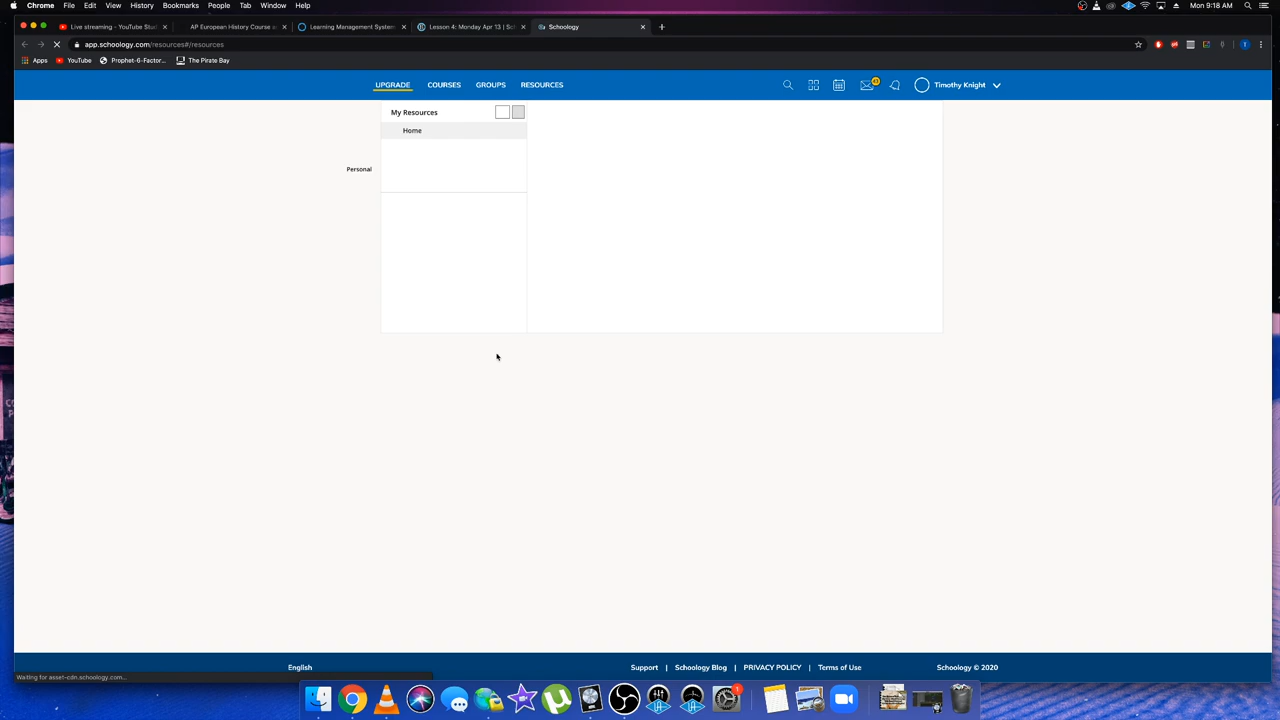 Chrome File Edit View History Bookmarks People Tab Window Help Mon 9:18 AM
Live streaming - YouTube Stud AP European History Course a Learning Management System Lesson 4: Monday Apr 13 | Sc Schoology
app.schoology.com/resources#/resources T
Apps YouTube Prophet-6-Factor... The Pirate Bay
UPGRADE COURSES GROUPS RESOURCES Timothy Knight
My Resources
Home
Personal
English Support | Schoology Blog | PRIVACY POLICY | Terms of Use Schoology © 2020
Waiting for asset-cdn.schoology.com...